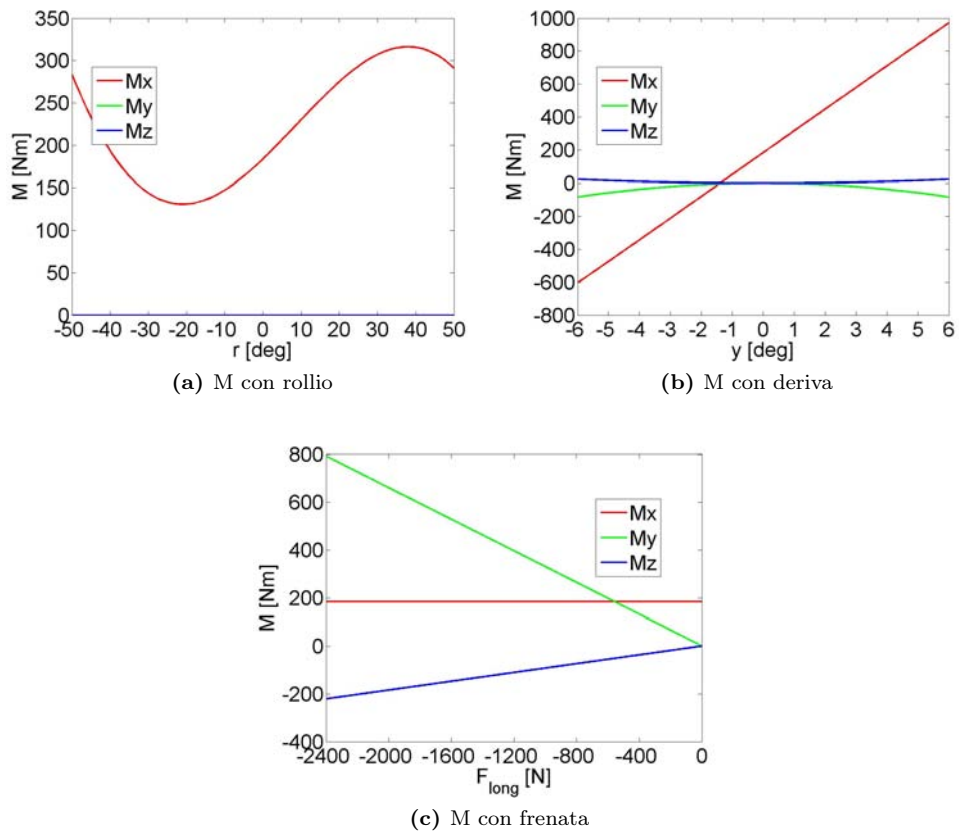 350
300
250
200
150
100
50
0
M [Nm]
Mx
My
Mz
-50 -40 -30 -20 -10 0 10 20 30 40 50
r [deg]
(a) M con rollio
1000
800
600
400
200
0
-200
-400
-600
-800
M [Nm]
Mx
My
Mz
-6 -5 -4 -3 -2 -1 0 1 2 3 4 5 6
y [deg]
(b) M con deriva
800
600
400
200
0
-200
-400
M [Nm]
Mx
My
Mz
-2400 -2000 -1600 -1200 -800 -400 0
F_long [N]
(c) M con frenata